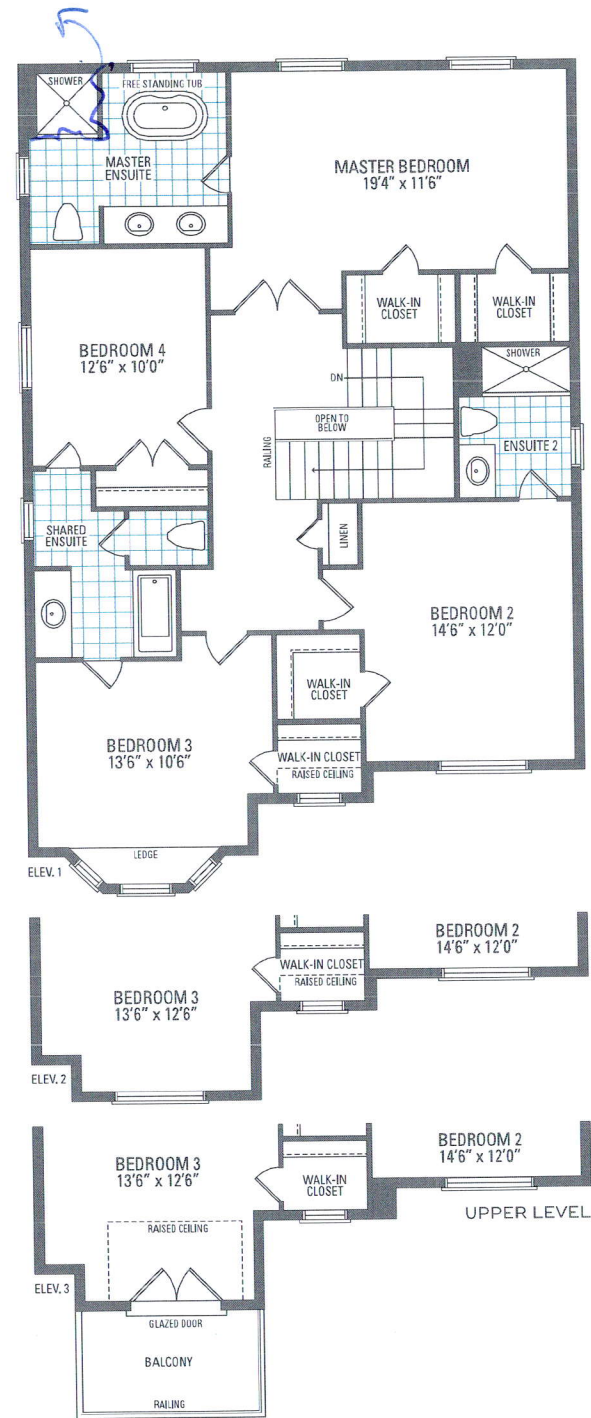 SHOWER
FREE STANDING TUB
MASTER
ENSUITE
MASTER BEDROOM
19'4" x 11'6"
WALK-IN
CLOSET
WALK-IN
CLOSET
BEDROOM 4
12'6" x 10'0"
SHOWER
DN
OPEN TO
BELOW
RAILING
ENSUITE 2
SHARED
ENSUITE
LINEN
BEDROOM 2
14'6" x 12'0"
WALK-IN
CLOSET
BEDROOM 3
13'6" x 10'6"
WALK-IN CLOSET
RAISED CEILING
LEDGE
ELEV. 1
BEDROOM 2
14'6" x 12'0"
WALK-IN CLOSET
RAISED CEILING
BEDROOM 3
13'6" x 12'6"
ELEV. 2
BEDROOM 2
14'6" x 12'0"
BEDROOM 3
13'6" x 12'6"
WALK-IN
CLOSET
UPPER LEVEL
RAISED CEILING
ELEV. 3
GLAZED DOOR
BALCONY
RAILING